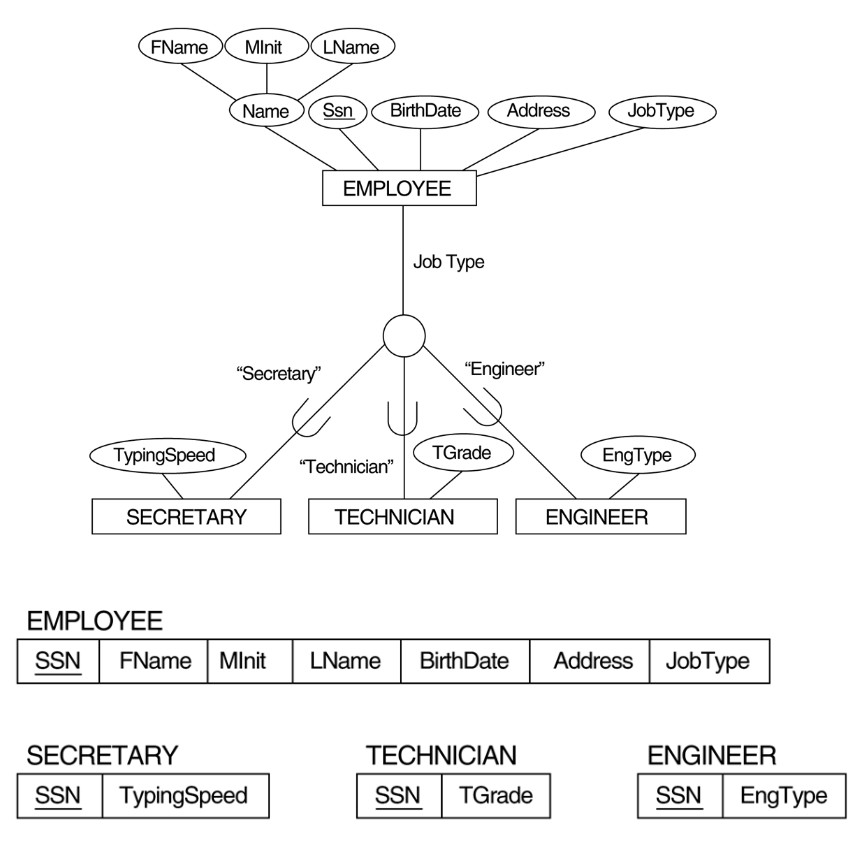 FName MInit LName
Name Ssn BirthDate Address JobType
EMPLOYEE
Job Type
“Secretary” “Engineer”
“Technician”
TypingSpeed TGrade EngType
SECRETARY TECHNICIAN ENGINEER
EMPLOYEE
SSN FName MInit LName BirthDate Address JobType
SECRETARY TECHNICIAN ENGINEER
SSN TypingSpeed SSN TGrade SSN EngType